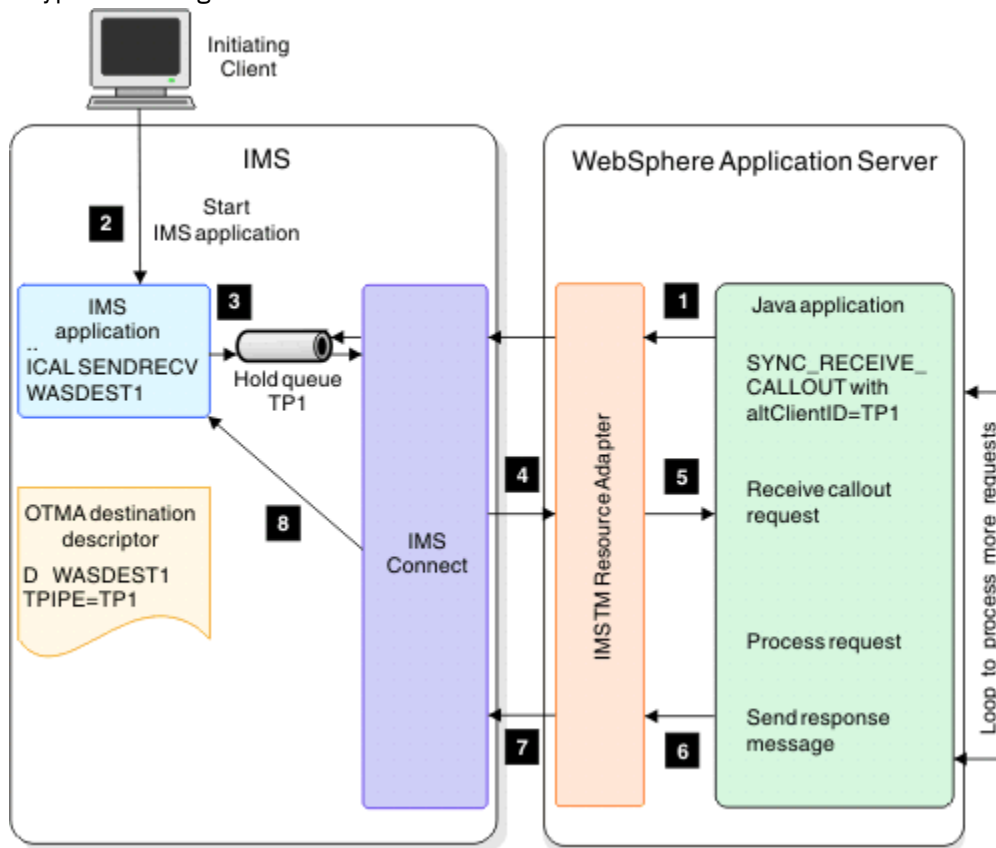 Initiating
Client
IMS
WebSphere Application Server
2
Start
IMS application
IMS
application
..
ICAL SENDRECV
WASDEST1
3
Hold queue
TP1
1
Java application
SYNC_RECEIVE_
CALLOUT with
altClientID=TP1
4
5
Receive callout
request
8
OTMA destination
descriptor
D WASDEST1
TPIPE=TP1
IMS
Connect
IMS TM Resource Adapter
Process request
Send response
message
7
6
Loop to process more requests